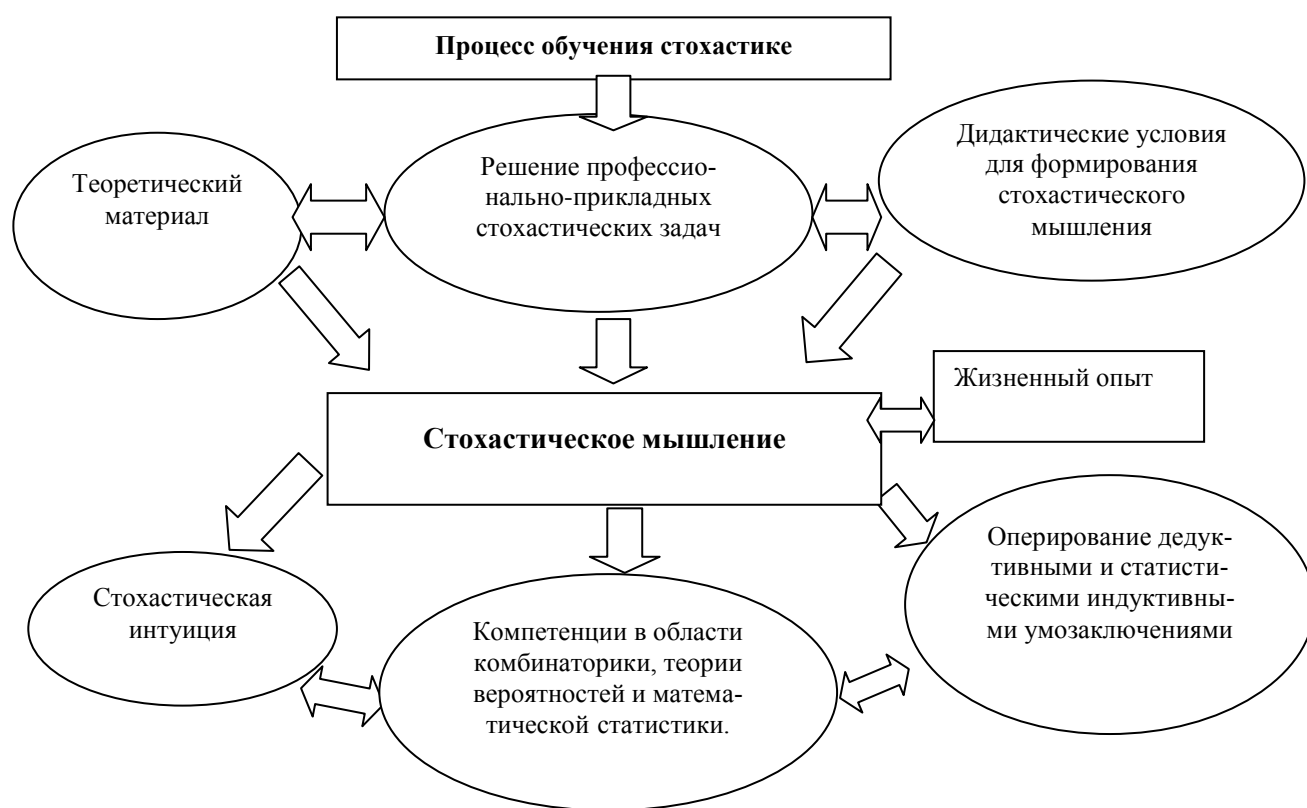 Процесс обучения стохастике
Теоретический
материал
Решение профессио-
нально-прикладных
стохастических задач
Дидактические условия
для формирования
стохастического
мышления
Жизненный опыт
Стохастическое мышление
Стохастическая
интуиция
Компетенции в области
комбинаторики, теории
вероятностей и матема-
тической статистики.
Оперирование дедук-
тивными и статисти-
ческими индуктивны-
ми умозаключениями